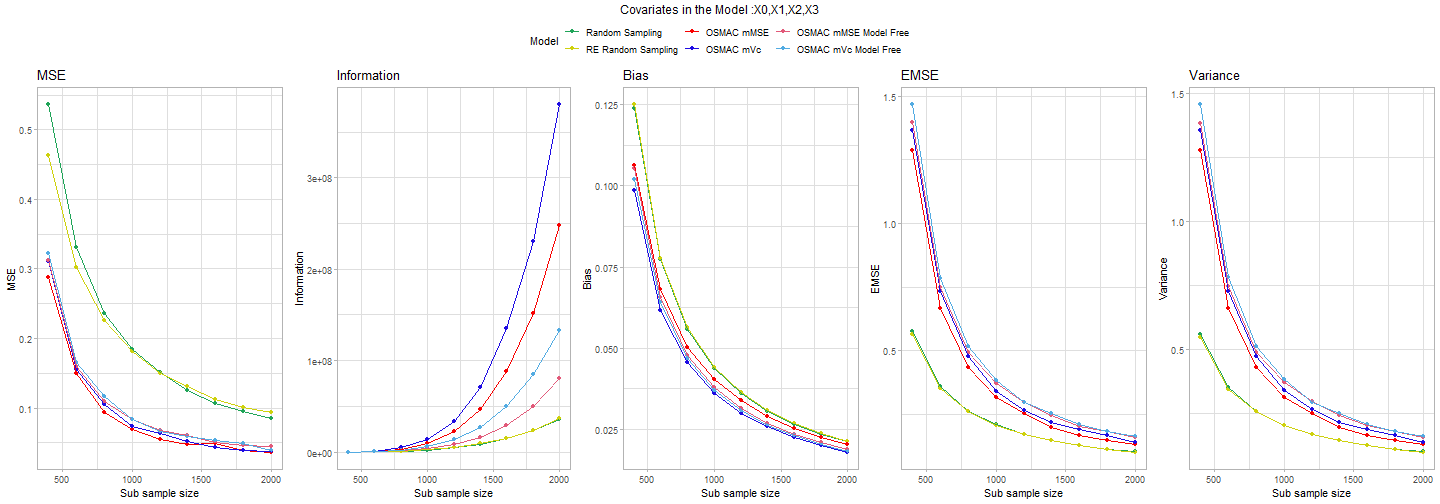 Covariates in the Model :X0,X1,X2,X3
Model
Random Sampling
OSMAC mMSE
OSMAC mMSE Model Free
RE Random Sampling
OSMAC mVc
OSMAC mVc Model Free
MSE
0.5
0.4
0.3
0.2
0.1
MSE
500
1000
1500
2000
Sub sample size
Information
3e+08
2e+08
1e+08
0e+00
Information
500
1000
1500
2000
Sub sample size
Bias
0.125
0.100
0.075
0.050
0.025
Bias
500
1000
1500
2000
Sub sample size
EMSE
1.5
1.0
0.5
EMSE
500
1000
1500
2000
Sub sample size
Variance
1.5
1.0
0.5
Variance
500
1000
1500
2000
Sub sample size